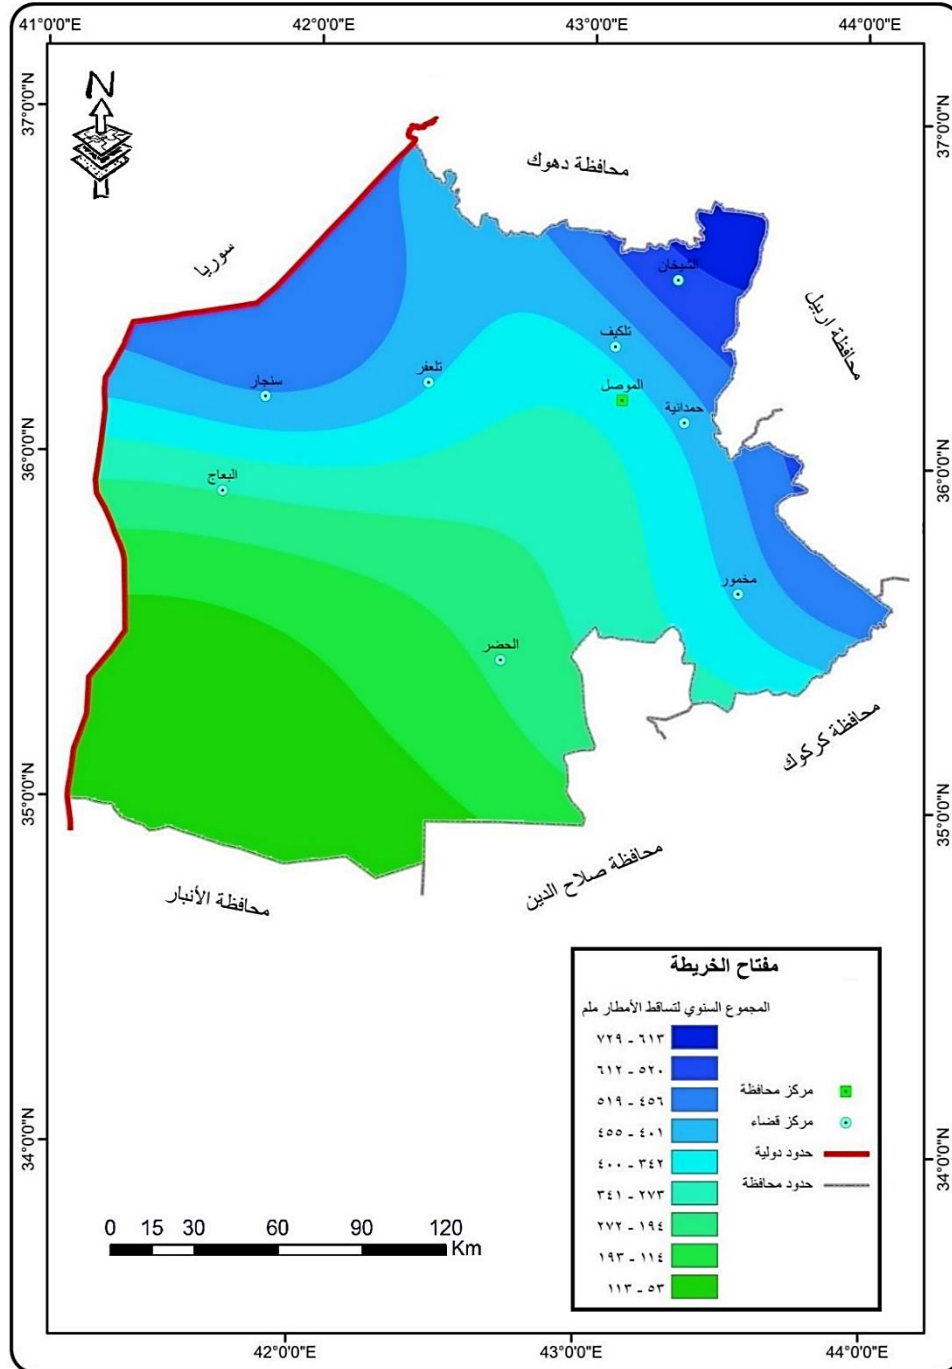 41°0'0"E
42°0'0"E
43°0'0"E
44°0'0"E
37°0'0"N
37°0'0"N
N
محافظة دهوك
سوريا
الشيخان
محافظة اربيل
تلكيف
تلعفر
سنجار
الموصل
حمدانية
36°0'0"N
36°0'0"N
البعاج
مخمور
الحضر
محافظة كركوك
35°0'0"N
35°0'0"N
محافظة صلاح الدين
محافظة الأنبار
مفتاح الخريطة
المجموع السنوي لتساقط الأمطار ملم
٦١٣ - ٧٢٩
٥٢٠ - ٦١٢
٤٥٦ - ٥١٩
٤٠١ - ٤٥٥
٣٤٢ - ٤٠٠
٢٧٣ - ٣٤١
١٩٤ - ٢٧٢
١١٤ - ١٩٣
٥٣ - ١١٣
مركز محافظة
مركز قضاء
حدود دولية
حدود محافظة
34°0'0"N
34°0'0"N
0 15 30 60 90 120
Km
42°0'0"E
43°0'0"E
44°0'0"E